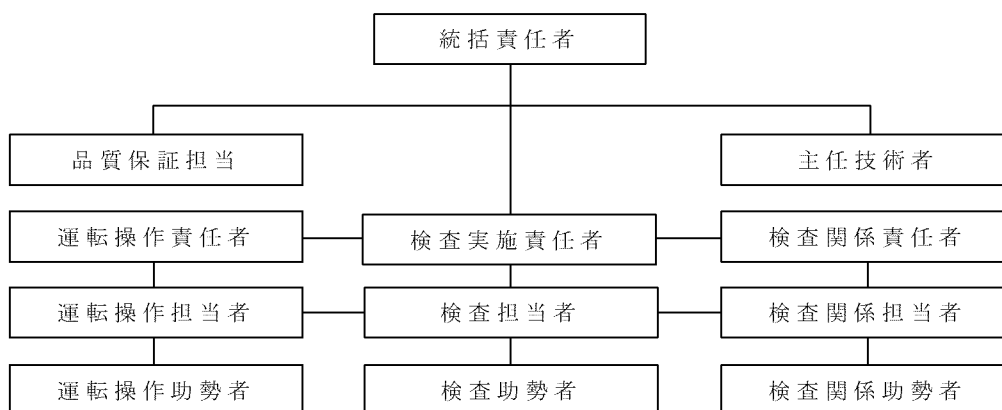 統括責任者
品質保証担当
主任技術者
運転操作責任者
検査実施責任者
検査関係責任者
運転操作担当者
検査担当者
検査関係担当者
運転操作助勢者
検査助勢者
検査関係助勢者